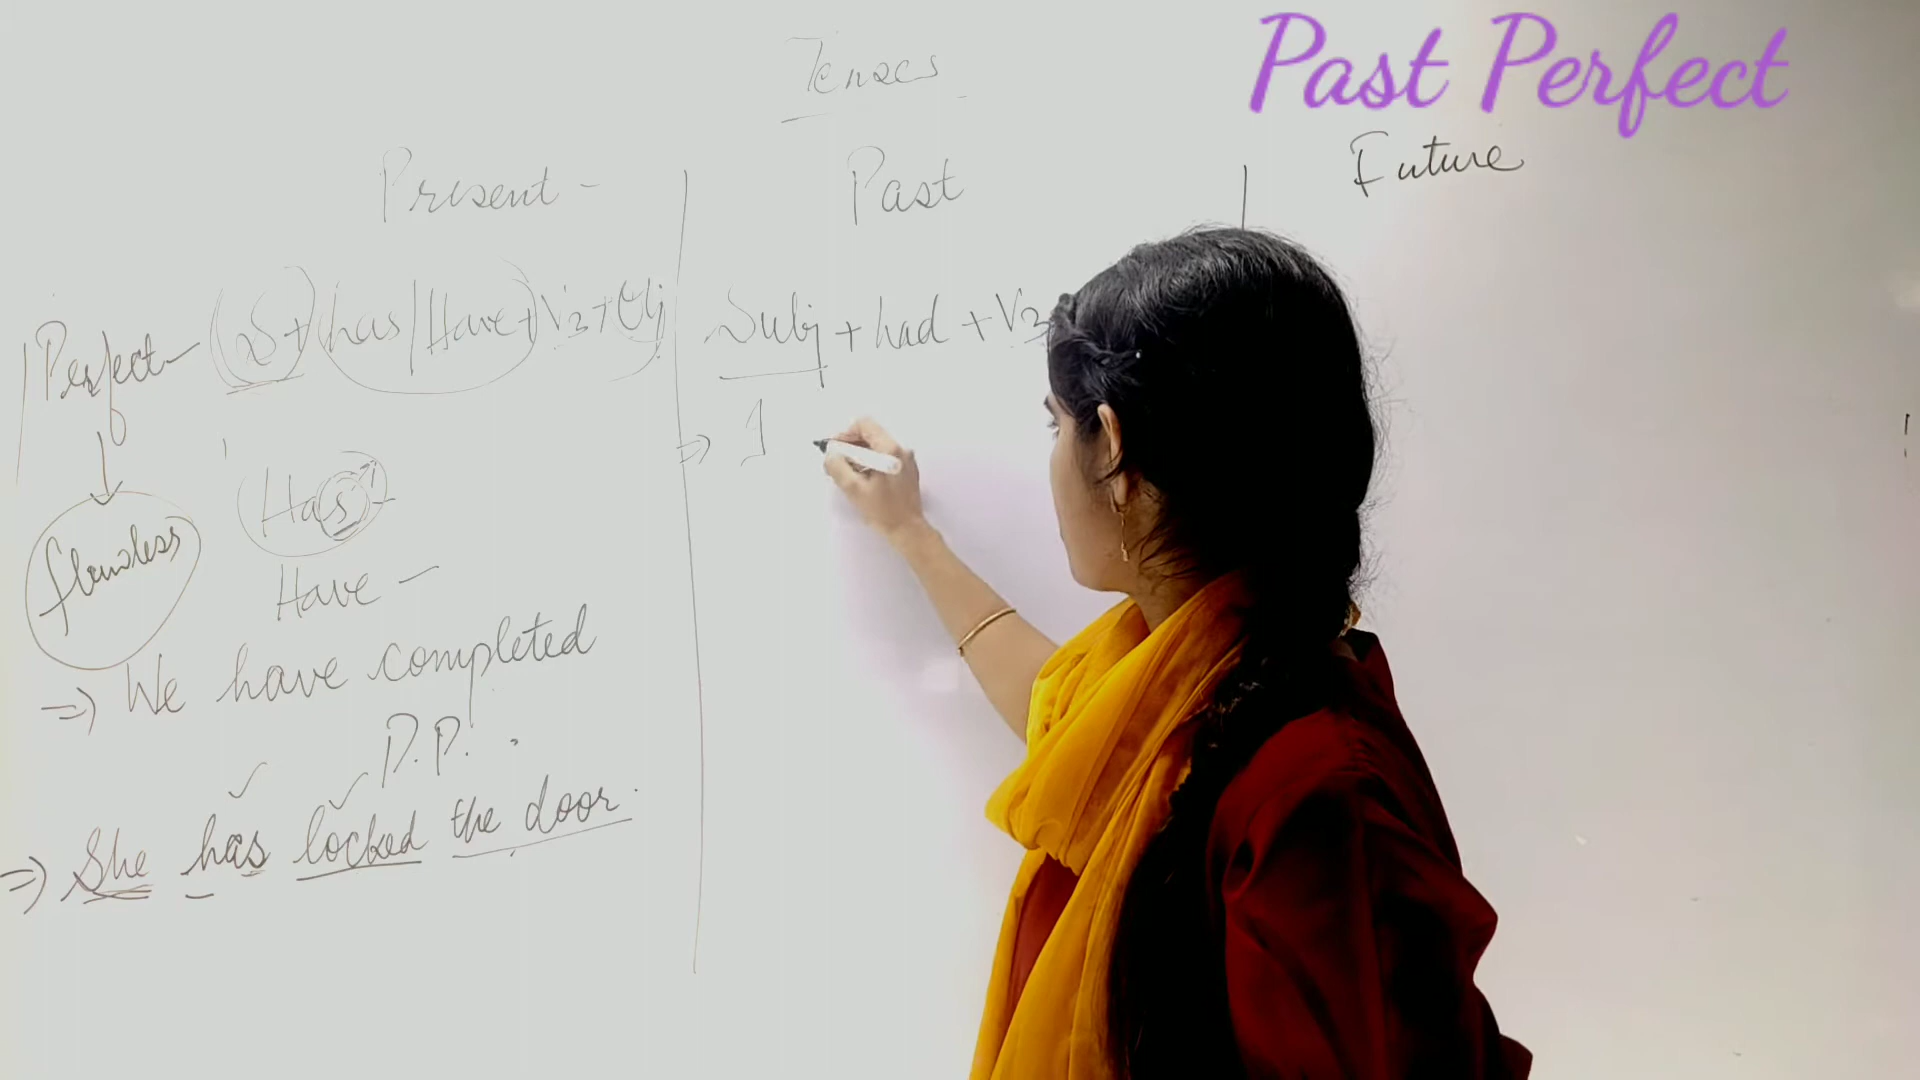 Past Perfect
Tenses
Present -
Past
Future
Perfect - S + has / Have + V3 + Obj
Subj + had + V3
⇒ I
flawless
Has
Have -
⇒ We have completed
P.P.
⇒ She has locked the door.